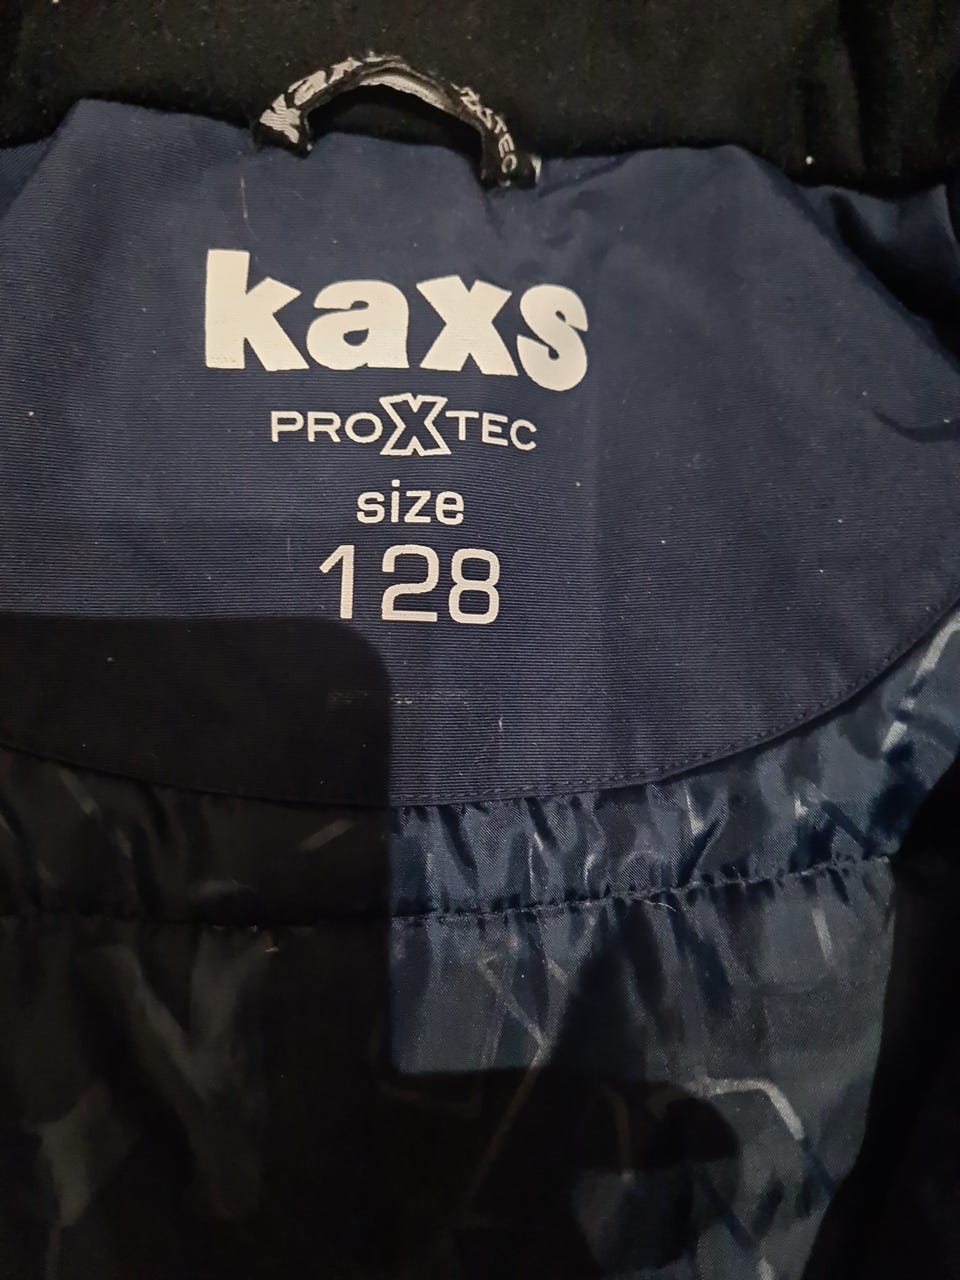 kaxs
PROXTEC
size
128